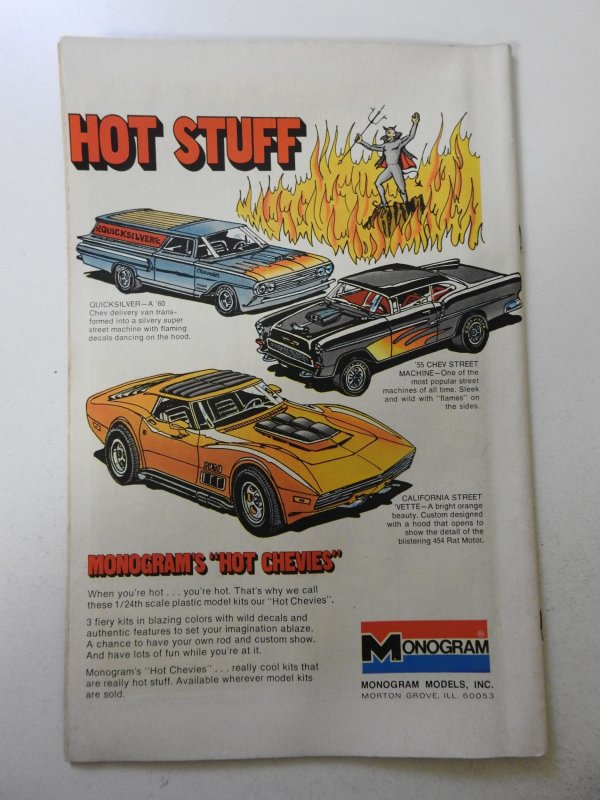 HOT STUFF
QUICKSILVER
Chevrolet
QUICKSILVER—A '60
Chev delivery van trans-
formed into a silvery super
street machine with flaming
decals dancing on the hood.
'55 CHEV STREET
MACHINE—One of the
most popular street
machines of all time. Sleek
and wild with "flames" on
the sides.
CALIFORNIA STREET
'VETTE—A bright orange
beauty. Custom designed
with a hood that opens to
show the detail of the
blistering 454 Rat Motor.
MONOGRAM'S "HOT CHEVIES"
When you're hot . . . you're hot. That's why we call
these 1/24th scale plastic model kits our "Hot Chevies".
3 fiery kits in blazing colors with wild decals and
authentic features to set your imagination ablaze.
A chance to have your own rod and custom show.
And have lots of fun while you're at it.
Monogram's "Hot Chevies" . . . really cool kits that
are really hot stuff. Available wherever model kits
are sold.
MONOGRAM®
MONOGRAM MODELS, INC.
MORTON GROVE, ILL. 60053